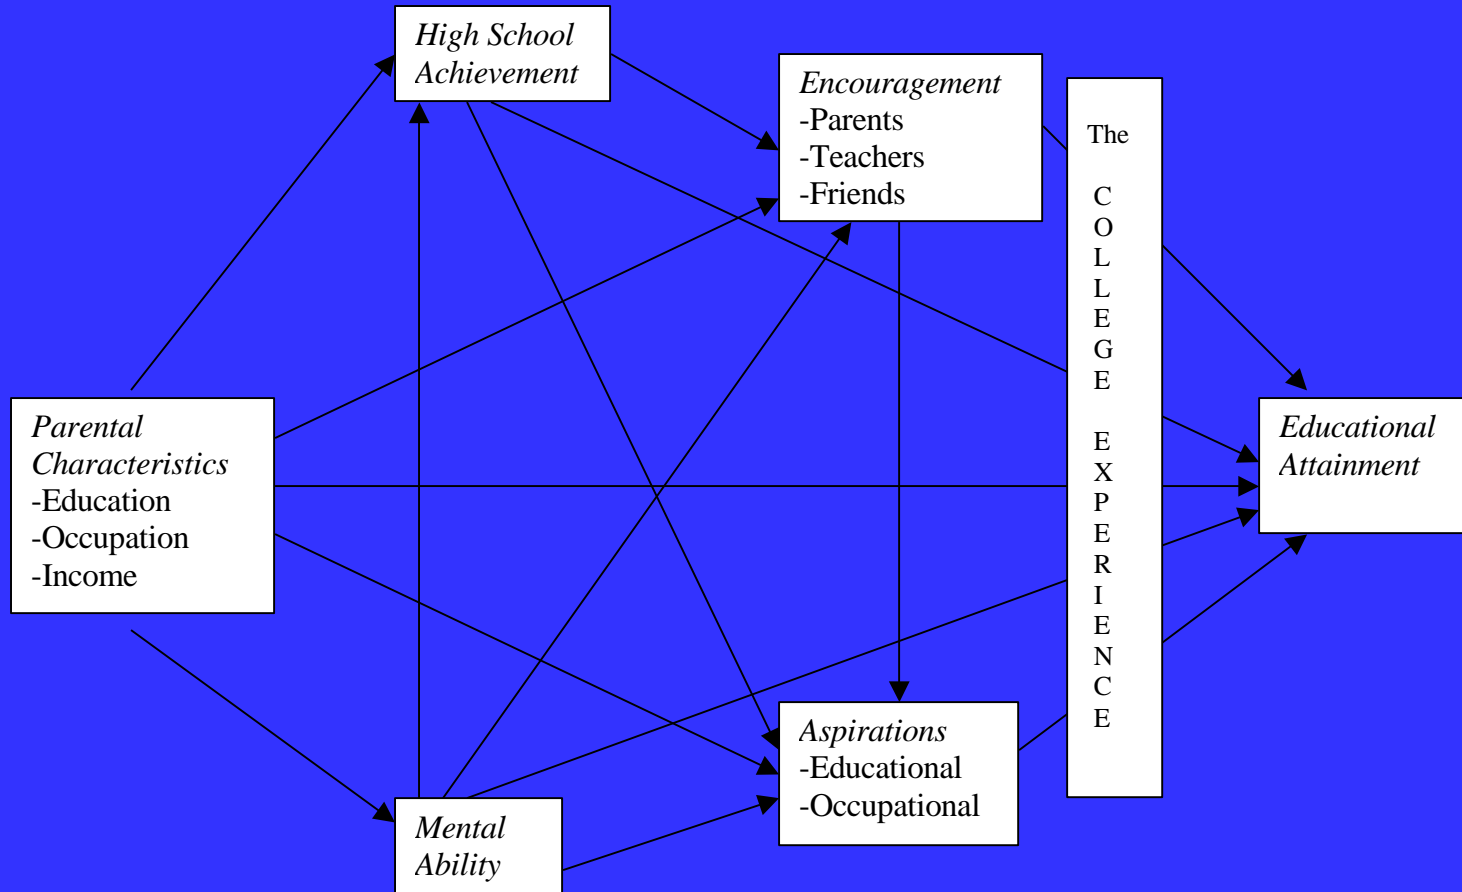 High School
Achievement
Encouragement
-Parents
-Teachers
-Friends
The
C
O
L
L
E
G
E
E
X
P
E
R
I
E
N
C
E
Parental
Characteristics
-Education
-Occupation
-Income
Educational
Attainment
Aspirations
-Educational
-Occupational
Mental
Ability